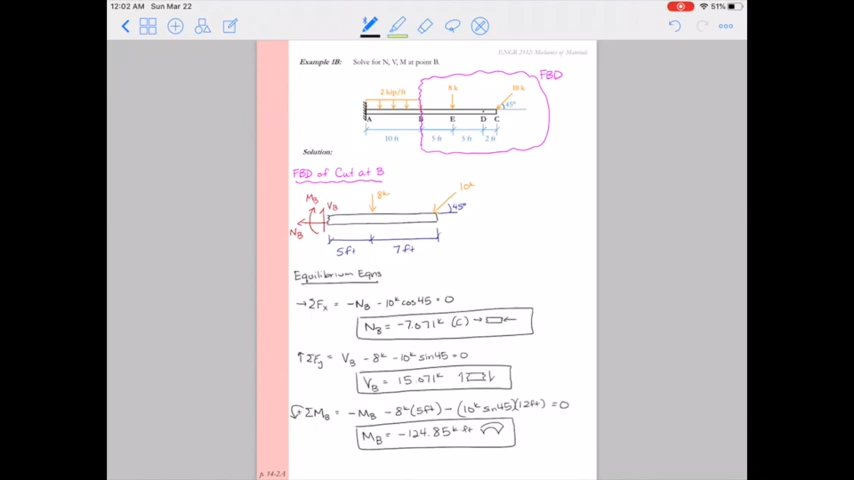 12:02 AM Sun Mar 22
51%
ENGR 2332: Mechanics of Materials
Example 1B: Solve for N, V, M at point B.
FBD
2 kip/ft 8 k 10 k
45°
A B E D C
10 ft 5 ft 5 ft 2 ft
Solution:
FBD of Cut at B
MB VB 8k 10k
45°
NB
5ft 7ft
Equilibrium Eqns
→ΣFx = -NB - 10k cos45 = 0
NB = -7.071k (C) →▭←
↑ΣFy = VB - 8k - 10k sin45 = 0
VB = 15.071k ↑▭↓
ΣMB = -MB - 8k(5ft) - (10k sin45)(12ft) = 0
MB = -124.85k ft
p. 14-2A